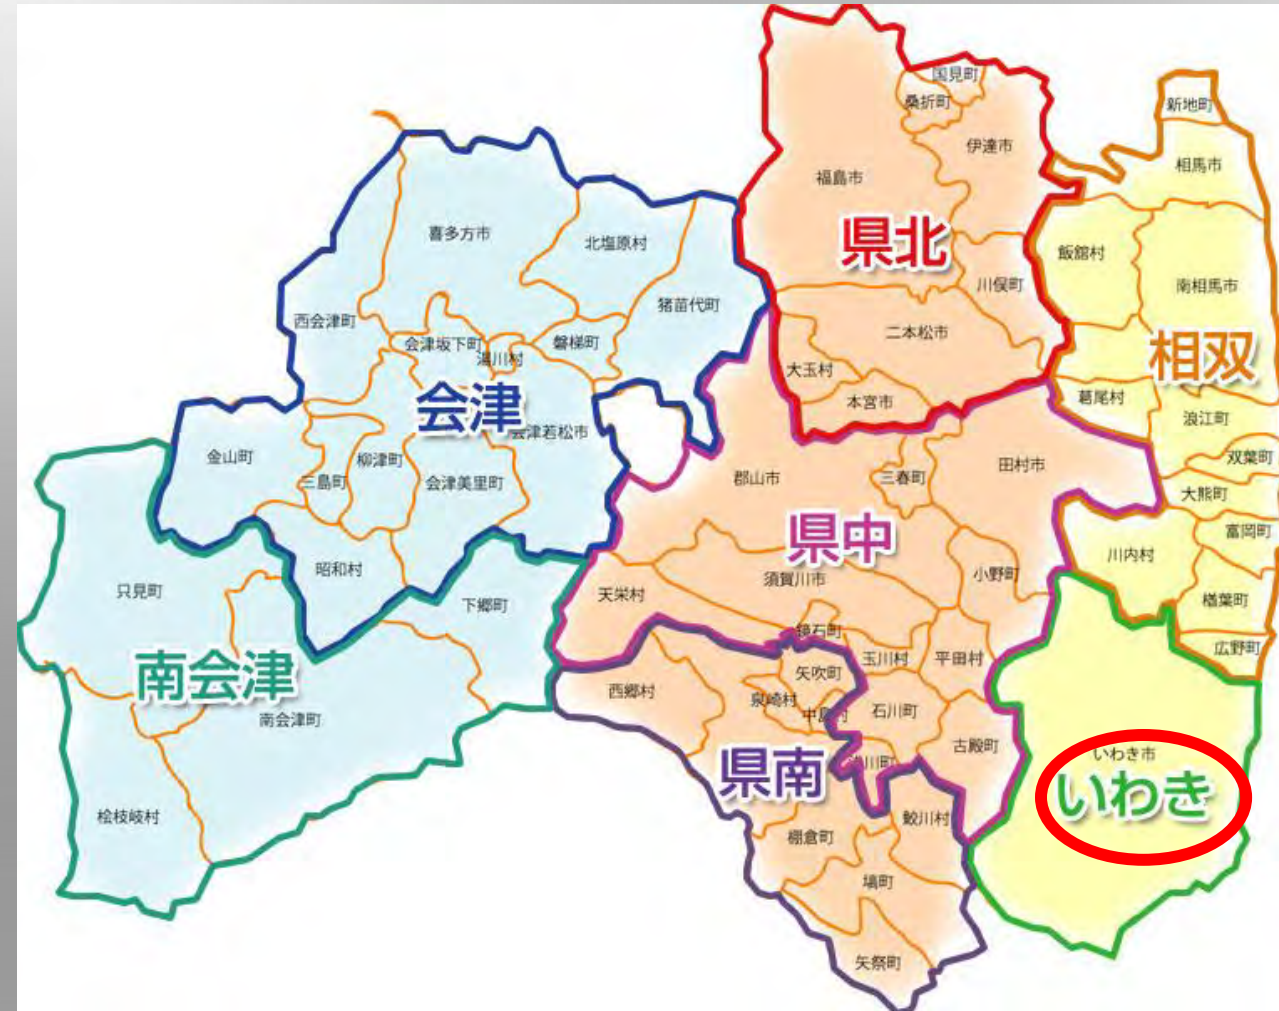 国見町
桑折町
新地町
伊達市
相馬市
福島市
喜多方市
県北
北塩原村
飯舘村
川俣町
南相馬市
猪苗代町
西会津町
二本松市
会津坂下町
磐梯町
湯川村
相双
大玉村
葛尾村
本宮市
会津
浪江町
会津若松市
金山町
柳津町
双葉町
田村市
三島町
会津美里町
郡山市
三春町
大熊町
県中
富岡町
川内村
昭和村
小野町
須賀川市
只見町
天栄村
下郷町
楢葉町
鏡石町
広野町
玉川村
平田村
南会津
矢吹町
西郷村
泉崎村
石川町
南会津町
古殿町
いわき市
県南
いわき
桧枝岐村
鮫川村
棚倉町
塙町
矢祭町